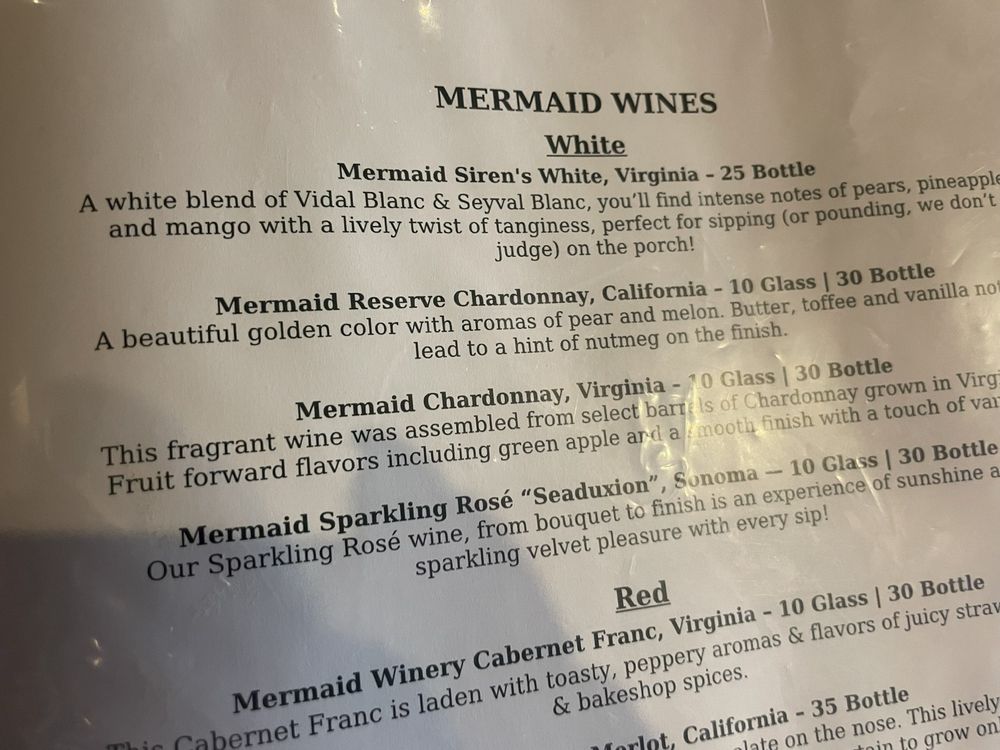 MERMAID WINES
White
Mermaid Siren's White, Virginia - 25 Bottle
A white blend of Vidal Blanc & Seyval Blanc, you'll find intense notes of pears, pineapple
and mango with a lively twist of tanginess, perfect for sipping (or pounding, we don't
judge) on the porch!
Mermaid Reserve Chardonnay, California - 10 Glass | 30 Bottle
A beautiful golden color with aromas of pear and melon. Butter, toffee and vanilla
lead to a hint of nutmeg on the finish.
Mermaid Chardonnay, Virginia - 10 Glass | 30 Bottle
This fragrant wine was assembled from select barrels of Chardonnay grown in
Fruit forward flavors including green apple and a smooth finish with a touch of
Mermaid Sparkling Rosé “Seaduxion”, Sonoma — 10 Glass | 30 Bottle
Our Sparkling Rosé wine, from bouquet to finish is an experience of sunshine
sparkling velvet pleasure with every sip!
Red
Mermaid Winery Cabernet Franc, Virginia - 10 Glass | 30 Bottle
This Cabernet Franc is laden with toasty, peppery aromas & flavors of juicy
& bakeshop spices.
Merlot, California - 35 Bottle
on the nose. This lively
to grow